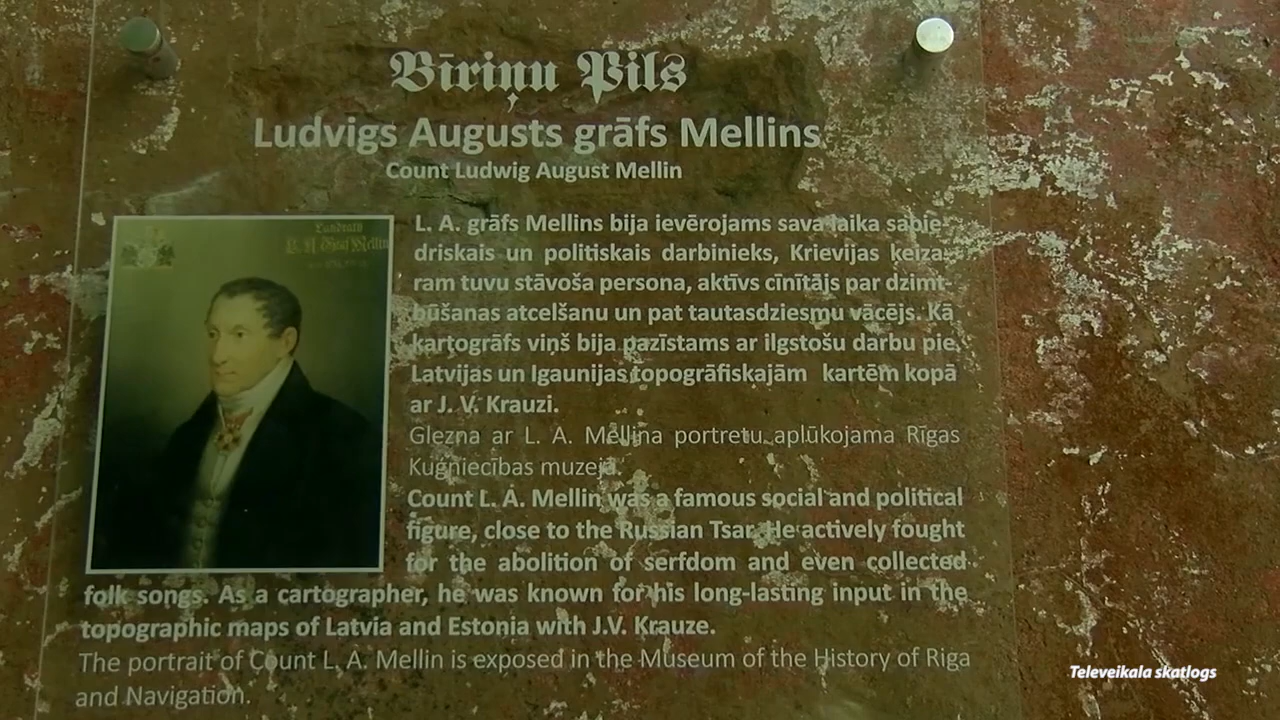 Bīriņu Pils
Ludvigs Augusts grāfs Mellins
Count Ludwig August Mellin
Landrath
L. A. Graf Mellin
L. A. grāfs Mellins bija ievērojams sava laika sabie-
driskais un politiskais darbinieks, Krievijas ķeiza-
ram tuvu stāvoša persona, aktīvs cīnītājs par dzimt-
būšanas atcelšanu un pat tautasdziesmu vācējs. Kā
kartogrāfs viņš bija pazīstams ar ilgstošu darbu pie
Latvijas un Igaunijas topogrāfiskajām kartēm kopā
ar J. V. Krauzi.
Glezna ar L. A. Melliņa portretu aplūkojama Rīgas
Kuģniecības muzejā.
Count L. A. Mellin was a famous social and political
figure, close to the Russian Tsar. He actively fought
for the abolition of serfdom and even collected
folk songs. As a cartographer, he was known for his long-lasting input in the
topographic maps of Latvia and Estonia with J.V. Krauze.
The portrait of Count L. A. Mellin is exposed in the Museum of the History of Riga
and Navigation.
Televeikala skatlogs